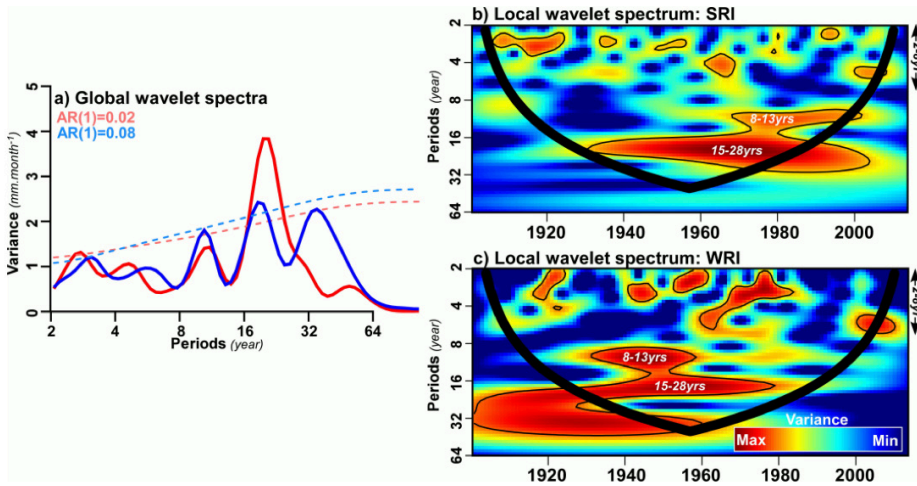 a) Global wavelet spectra
AR(1)=0.02
AR(1)=0.08
Variance (mm.month⁻¹)
5
4
3
2
1
0
2 4 8 16 32 64
Periods (year)
b) Local wavelet spectrum: SRI
Periods (year)
2
4
8
16
32
64
8-13yrs
15-28yrs
1920 1940 1960 1980 2000
c) Local wavelet spectrum: WRI
Periods (year)
2
4
8
16
32
64
8-13yrs
15-28yrs
Variance
Max Min
1920 1940 1960 1980 2000